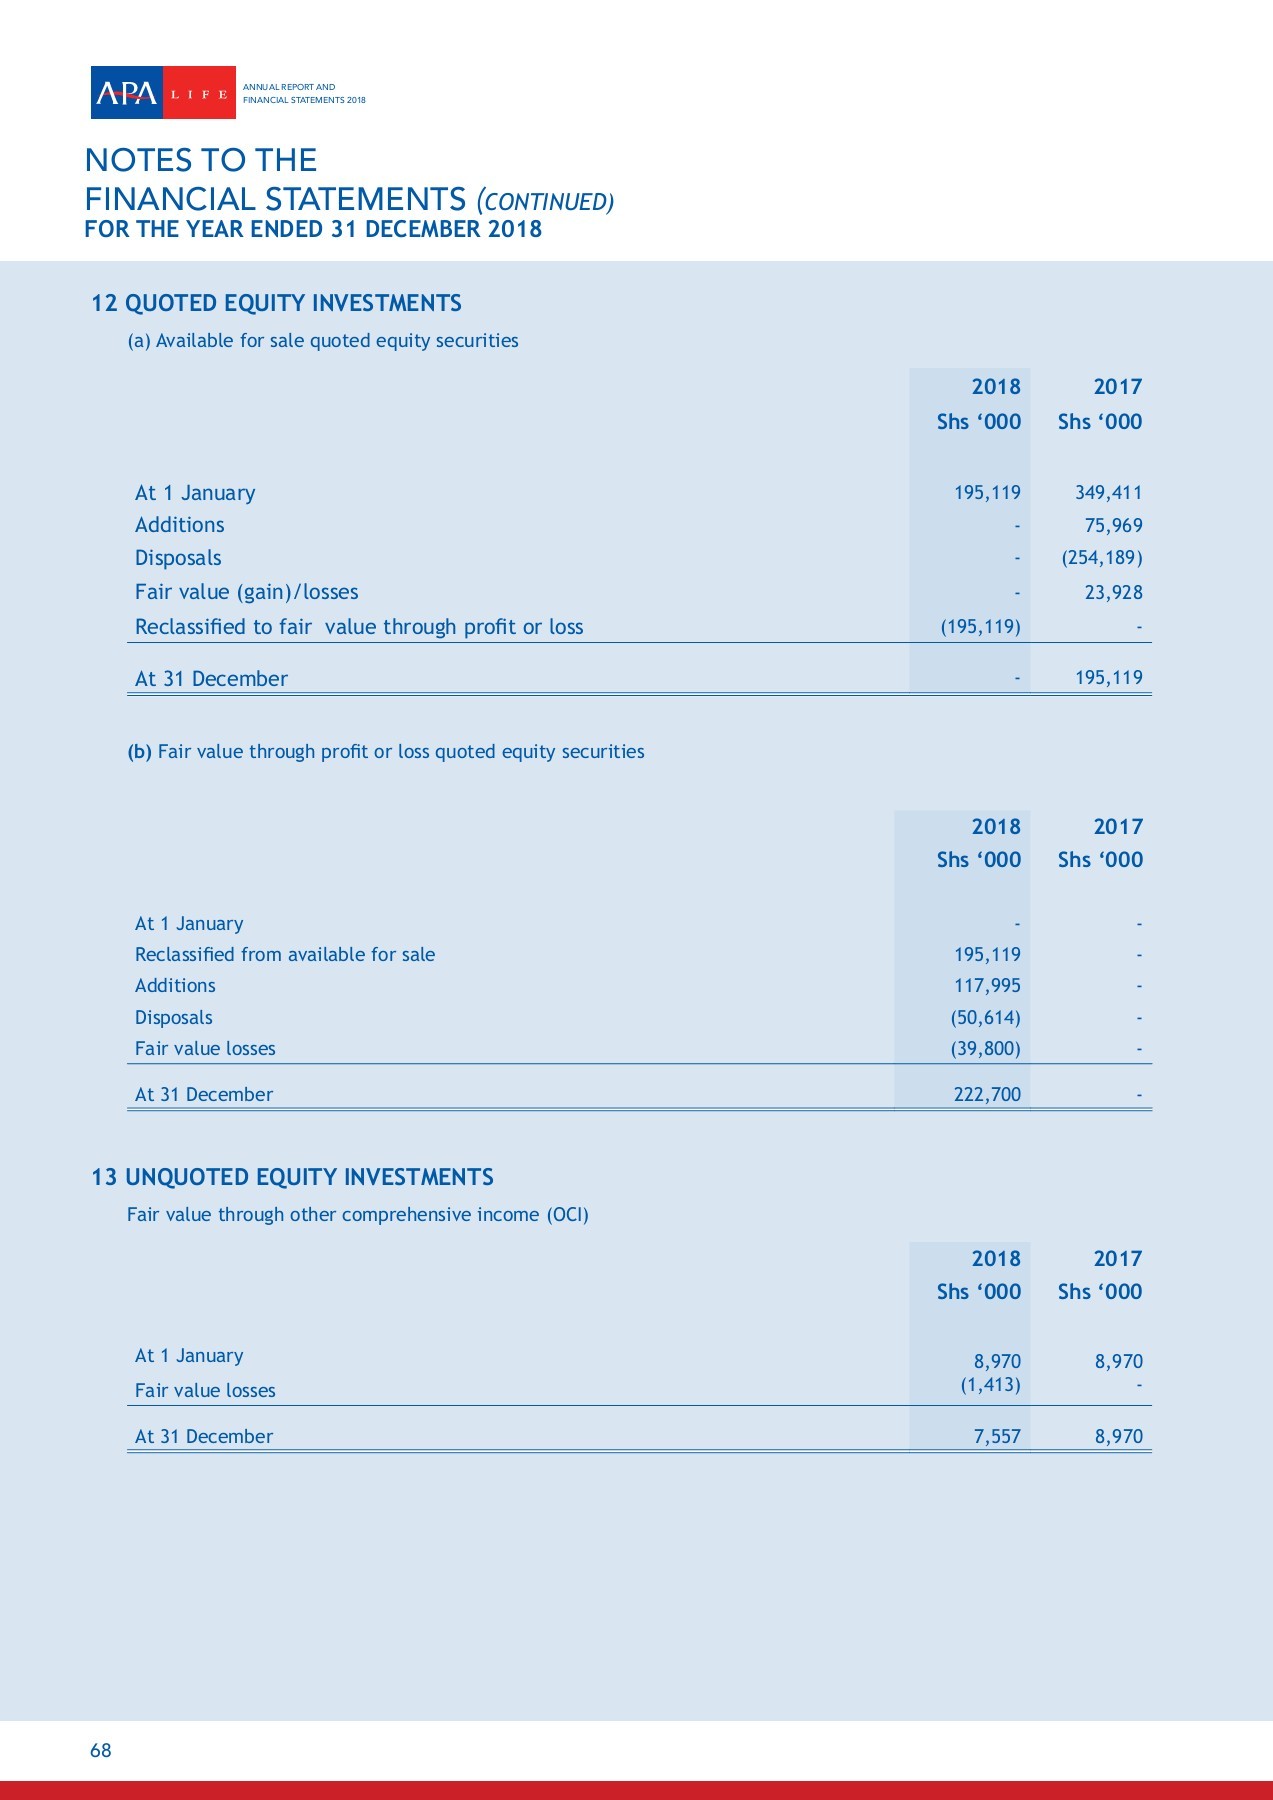 APA LIFE
ANNUAL REPORT AND
FINANCIAL STATEMENTS 2018
NOTES TO THE
FINANCIAL STATEMENTS (CONTINUED)
FOR THE YEAR ENDED 31 DECEMBER 2018
12 QUOTED EQUITY INVESTMENTS
(a) Available for sale quoted equity securities
2018 2017
Shs ‘000 Shs ‘000
At 1 January 195,119 349,411
Additions - 75,969
Disposals - (254,189)
Fair value (gain)/losses - 23,928
Reclassified to fair value through profit or loss (195,119) -
At 31 December - 195,119
(b) Fair value through profit or loss quoted equity securities
2018 2017
Shs ‘000 Shs ‘000
At 1 January - -
Reclassified from available for sale 195,119 -
Additions 117,995 -
Disposals (50,614) -
Fair value losses (39,800) -
At 31 December 222,700 -
13 UNQUOTED EQUITY INVESTMENTS
Fair value through other comprehensive income (OCI)
2018 2017
Shs ‘000 Shs ‘000
At 1 January 8,970 8,970
Fair value losses (1,413) -
At 31 December 7,557 8,970
68